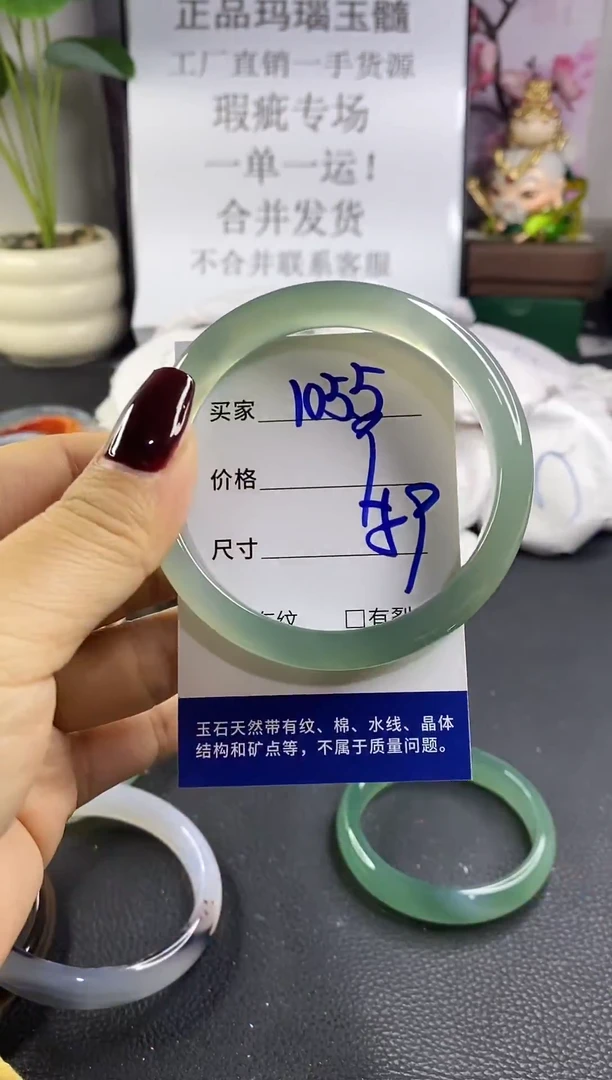 正品玛瑙玉髓
工厂直销一手货源
瑕疵专场
一单一运!
合并发货
不合并联系客服
买家 1055
价格
尺寸
有纹 □有裂
玉石天然带有纹、棉、水线、晶体
结构和矿点等，不属于质量问题。